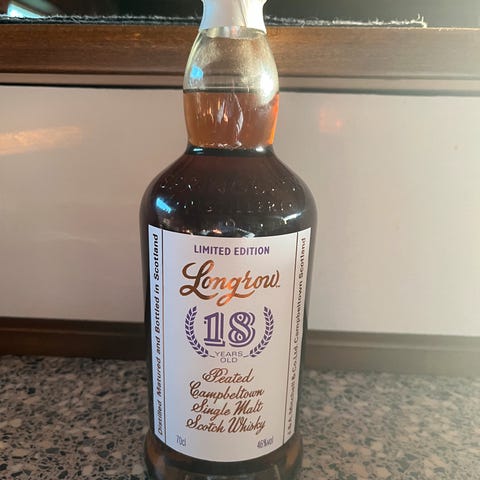 LIMITED EDITION
Longrow
18
YEARS
OLD
Peated
Campbeltown
Single Malt
Scotch Whisky
70cl 46%vol
Distilled Matured and Bottled in Scotland
J & A Mitchell & Co Ltd Campbeltown Scotland